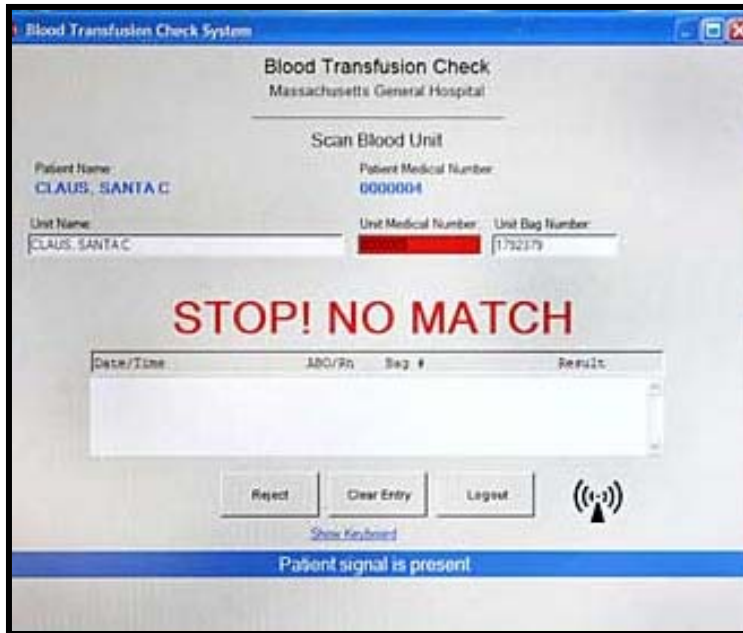 Blood Transfusion Check System
Blood Transfusion Check
Massachusetts General Hospital
Scan Blood Unit
Patient Name: Patient Medical Number:
CLAUS, SANTA C 0000004
Unit Name: Unit Medical Number: Unit Bag Number:
CLAUS, SANTA C 1792379
STOP! NO MATCH
Date/Time ABO/Rh Bag # Result
Reject Clear Entry Logout
Show Keyboard
Patient signal is present